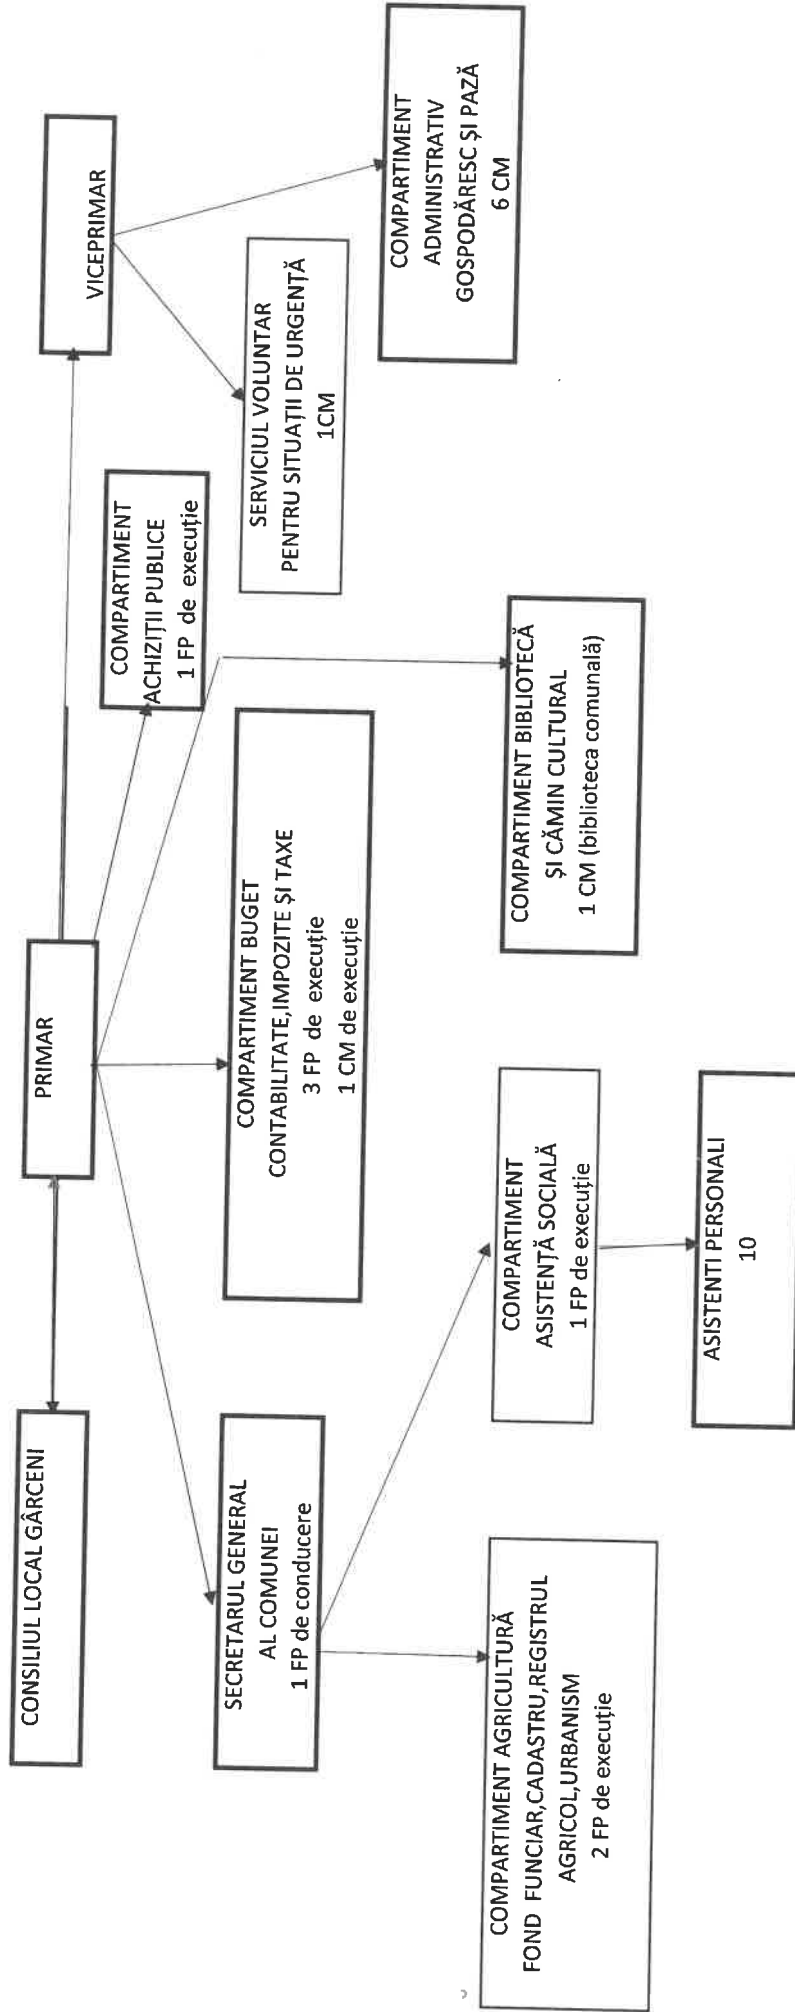 CONSILIUL LOCAL GÂRCENI
PRIMAR
VICEPRIMAR
SECRETARUL GENERAL
AL COMUNEI
1 FP de conducere
COMPARTIMENT BUGET
CONTABILITATE,IMPOZITE ȘI TAXE
3 FP de execuție
1 CM de execuție
COMPARTIMENT
ACHIZIȚII PUBLICE
1 FP de execuție
SERVICIUL VOLUNTAR
PENTRU SITUAȚII DE URGENȚĂ
1CM
COMPARTIMENT
ADMINISTRATIV
GOSPODĂRESC ȘI PAZĂ
6 CM
COMPARTIMENT AGRICULTURĂ
FOND FUNCIAR,CADASTRU,REGISTRUL
AGRICOL,URBANISM
2 FP de execuție
COMPARTIMENT
ASISTENȚĂ SOCIALĂ
1 FP de execuție
COMPARTIMENT BIBLIOTECĂ
ȘI CĂMIN CULTURAL
1 CM (biblioteca comunală)
ASISTENTI PERSONALI
10